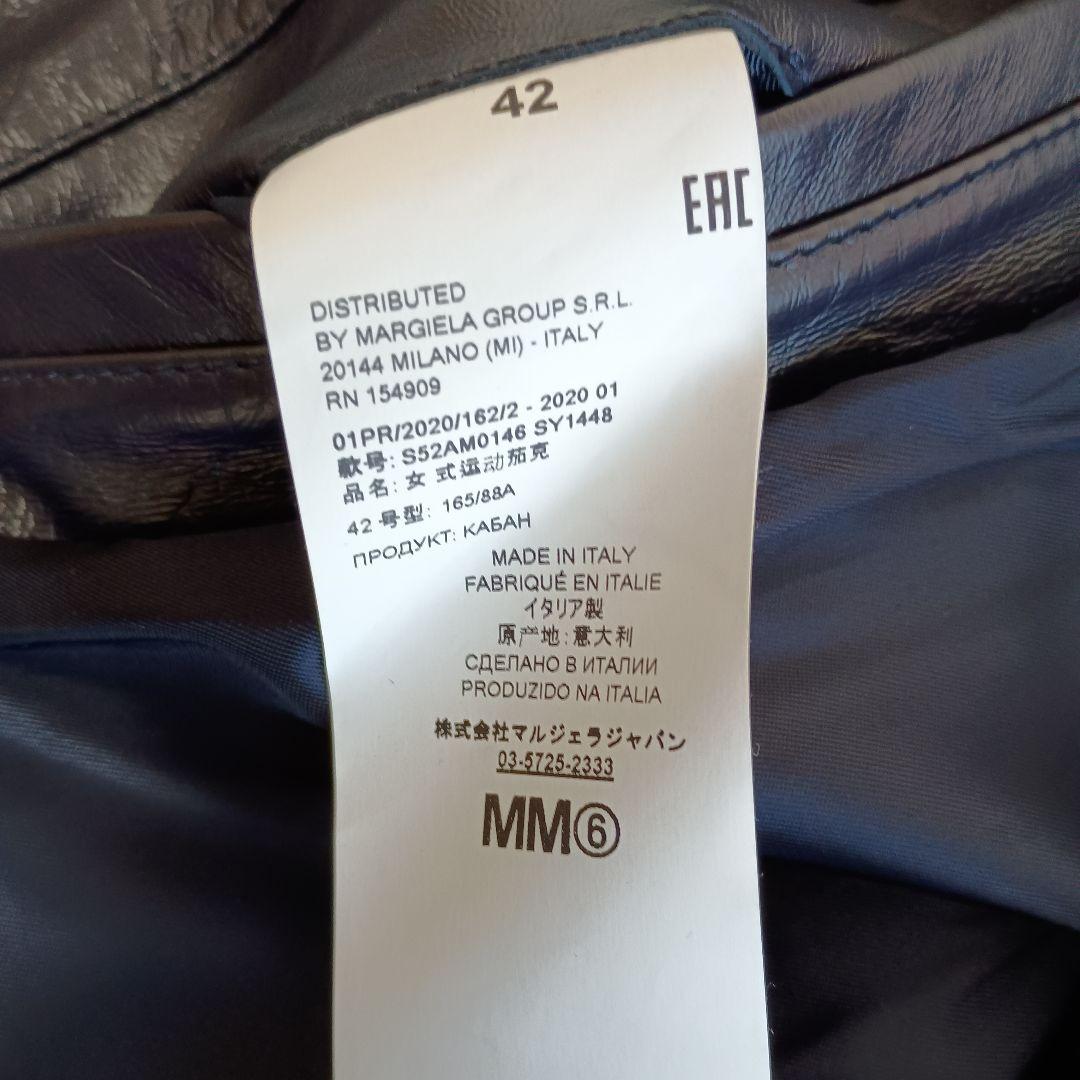 42
EAC
DISTRIBUTED
BY MARGIELA GROUP S.R.L.
20144 MILANO (MI) - ITALY
RN 154909
01PR/2020/162/2 - 2020 01
款号: S52AM0146 SY1448
品名: 女 式运动茄克
42 号型: 165/88A
ПРОДУКТ: КАБАН
MADE IN ITALY
FABRIQUÉ EN ITALIE
イタリア製
原产地:意大利
СДЕЛАНО В ИТАЛИИ
PRODUZIDO NA ITALIA
株式会社マルジェラジャパン
03-5725-2333
MM⑥